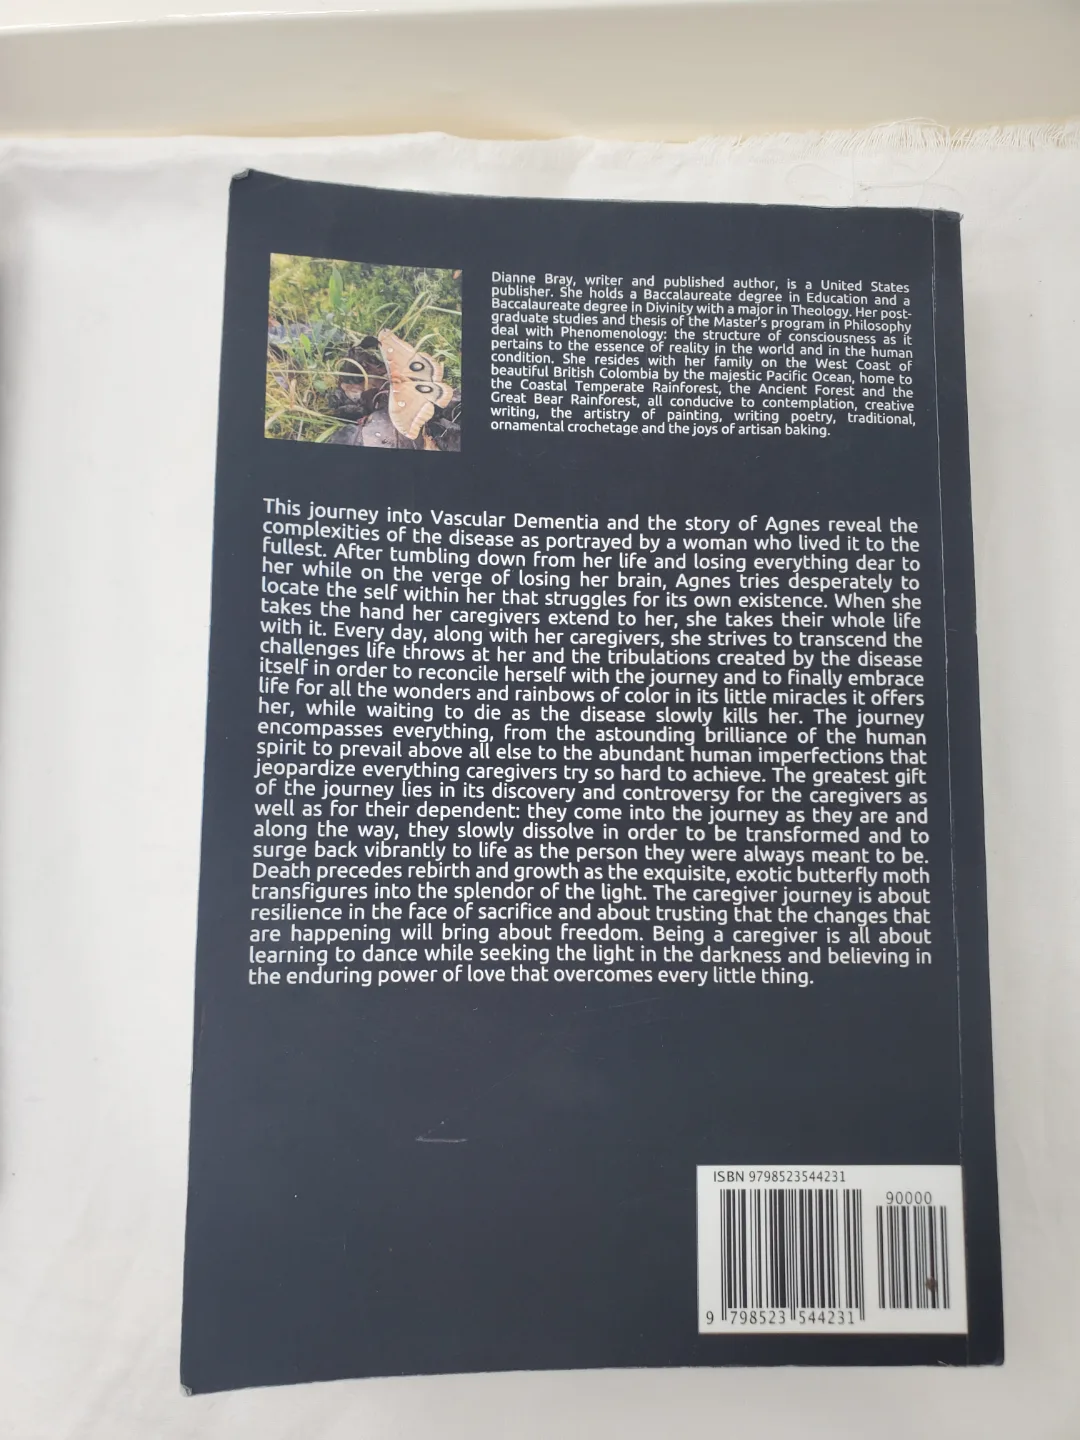 Dianne Bray, writer and published author, is a United States
publisher. She holds a Baccalaureate degree in Education and a
Baccalaureate degree in Divinity with a major in Theology. Her post-
graduate studies and thesis of the Master's program in Philosophy
deal with Phenomenology: the structure of consciousness as it
pertains to the essence of reality in the world and in the human
condition. She resides with her family on the West Coast of
beautiful British Colombia by the majestic Pacific Ocean, home to
the Coastal Temperate Rainforest, the Ancient Forest and the
Great Bear Rainforest, all conducive to contemplation, creative
writing, the artistry of painting, writing poetry, traditional,
ornamental crochetage and the joys of artisan baking.
This journey into Vascular Dementia and the story of Agnes reveal the
complexities of the disease as portrayed by a woman who lived it to the
fullest. After tumbling down from her life and losing everything dear to
her while on the verge of losing her brain, Agnes tries desperately to
locate the self within her that struggles for its own existence. When she
takes the hand her caregivers extend to her, she takes their whole life
with it. Every day, along with her caregivers, she strives to transcend the
challenges life throws at her and the tribulations created by the disease
itself in order to reconcile herself with the journey and to finally embrace
life for all the wonders and rainbows of color in its little miracles it offers
her, while waiting to die as the disease slowly kills her. The journey
encompasses everything, from the astounding brilliance of the human
spirit to prevail above all else to the abundant human imperfections that
jeopardize everything caregivers try so hard to achieve. The greatest gift
of the journey lies in its discovery and controversy for the caregivers as
well as for their dependent: they come into the journey as they are and
along the way, they slowly dissolve in order to be transformed and to
surge back vibrantly to life as the person they were always meant to be.
Death precedes rebirth and growth as the exquisite, exotic butterfly moth
transfigures into the splendor of the light. The caregiver journey is about
resilience in the face of sacrifice and about trusting that the changes that
are happening will bring about freedom. Being a caregiver is all about
learning to dance while seeking the light in the darkness and believing in
the enduring power of love that overcomes every little thing.
ISBN 9798523544231
90000
9 798523 544231